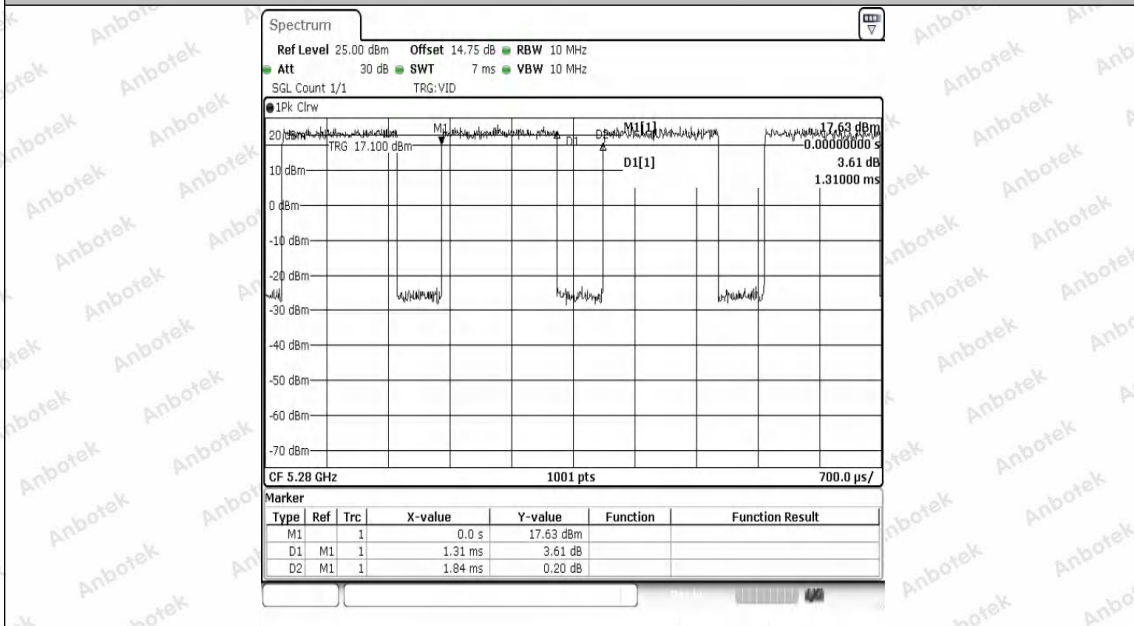 Spectrum
Ref Level 25.00 dBm Offset 14.75 dB RBW 10 MHz
Att 30 dB SWT 7 ms VBW 10 MHz
SGL Count 1/1 TRG:VID
1Pk Clrw
M1[1] 17.63 dBm
0.00000000 s
D1[1] 3.61 dB
1.31000 ms
M1 D1 D2
20 dBm
TRG 17.100 dBm
10 dBm
0 dBm
-10 dBm
-20 dBm
-30 dBm
-40 dBm
-50 dBm
-60 dBm
-70 dBm
CF 5.28 GHz 1001 pts 700.0 µs/
Marker
Type Ref Trc X-value Y-value Function Function Result
M1 1 0.0 s 17.63 dBm
D1 M1 1 1.31 ms 3.61 dB
D2 M1 1 1.84 ms 0.20 dB
Anbotek